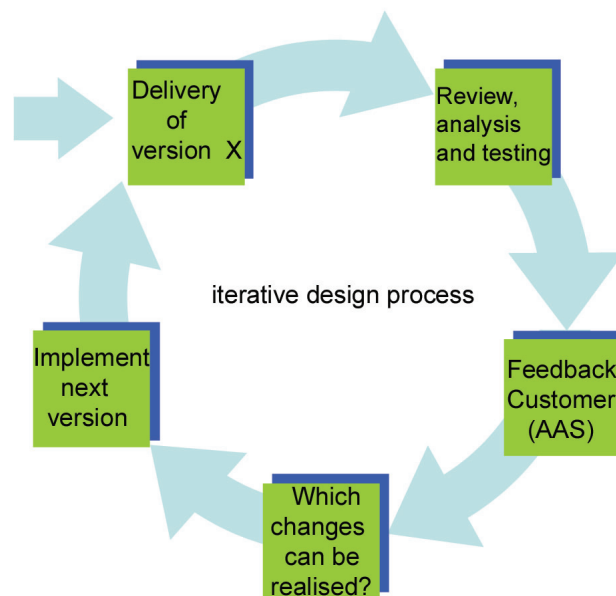 Delivery
of
version X
Review,
analysis
and testing
iterative design process
Feedback
Customer
(AAS)
Which
changes
can be
realised?
Implement
next
version